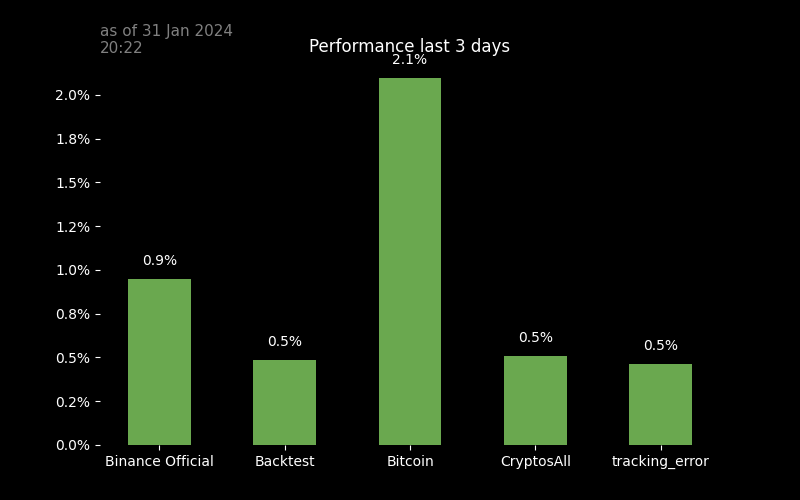 as of 31 Jan 2024
20:22
Performance last 3 days
2.1%
2.0%
1.8%
1.5%
1.2%
1.0%
0.8%
0.5%
0.2%
0.0%
0.9%
0.5%
0.5%
0.5%
Binance Official
Backtest
Bitcoin
CryptosAll
tracking_error